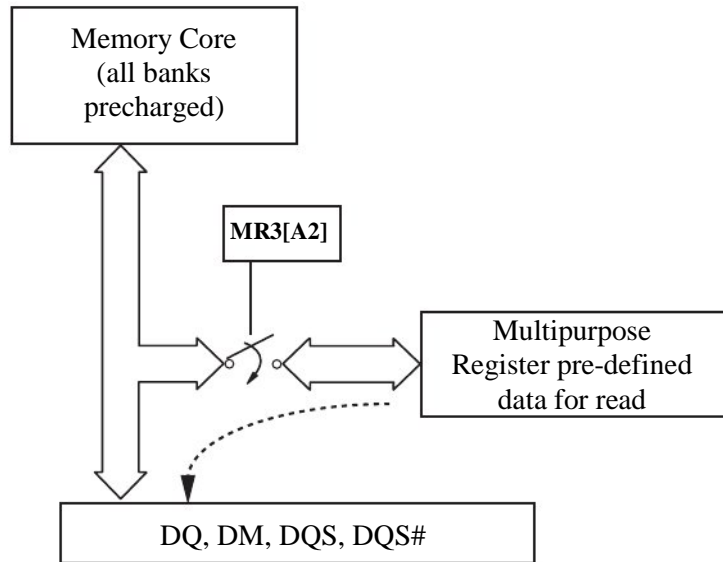 Memory Core
(all banks
precharged)
MR3[A2]
Multipurpose
Register pre-defined
data for read
DQ, DM, DQS, DQS#